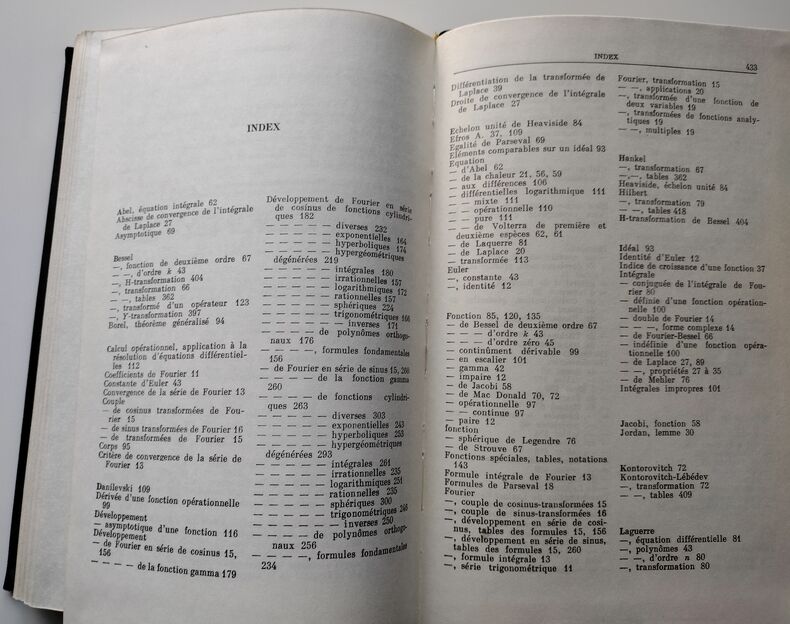 INDEX
Abel, équation intégrale 62
Abscisse de convergence de l'intégrale
de Laplace 27
Asymptotique 69
Bessel
—, fonction de deuxième ordre 67
— —, d'ordre k 43
—, H-transformation 404
—, transformation 66
— —, tables 362
—, transformé d'un opérateur 123
—, Y-transformation 397
Borel, théorème généralisé 94
Calcul opérationnel, application à la
résolution d'équations différentiel-
les 112
Coefficients de Fourier 11
Constante d'Euler 43
Convergence de la série de Fourier 13
Couple
— de cosinus transformées de Fou-
rier 15
— de sinus transformées de Fourier 16
— de transformées de Fourier 15
Corps 95
Critère de convergence de la série de
Fourier 13
Danilevski 109
Dérivée d'une fonction opérationnelle
99
Développement
— asymptotique d'une fonction 116
Développement
— de Fourier en série de cosinus 15,
156
— — — — de la fonction gamma 179
Développement de Fourier en série
de cosinus de fonctions cylindri-
ques 182
— — — — — diverses 232
— — — — — exponentielles 164
— — — — — hyperboliques 174
— — — — — hypergéométriques
dégénérées 219
— — — — — intégrales 180
— — — — — irrationnelles 157
— — — — — logarithmiques 172
— — — — — rationnelles 157
— — — — — sphériques 224
— — — — — trigonométriques 166
— — — — — inverses 171
— — — — de polynômes orthogo-
naux 176
— — — —, formules fondamentales
156
— de Fourier en série de sinus 15, 260
— — — — de la fonction gamma
260
— — — — de fonctions cylindri-
ques 263
— — — — — diverses 303
— — — — — exponentielles 243
— — — — — hyperboliques 253
— — — — — hypergéométriques
dégénérées 293
— — — — — intégrales 261
— — — — — irrationnelles 235
— — — — — logarithmiques 251
— — — — — rationnelles 235
— — — — — sphériques 300
— — — — — trigonométriques 246
— — — — — inverses 250
— — — — de polynômes orthogo-
naux 256
— — — —, formules fondamentales
234
INDEX
433
Différentiation de la transformée de
Laplace 39
Droite de convergence de l'intégrale
de Laplace 27
Echelon unité de Heaviside 84
Efros A. 37, 109
Egalité de Parseval 69
Eléments comparables sur un idéal 93
Equation
— d'Abel 62
— de la chaleur 21, 56, 59
— aux différences 106
— différentielles logarithmique 111
— — mixte 111
— — opérationnelle 110
— — pure 111
— — de Volterra de première et
deuxième espèces 62, 61
— de Laquerre 81
— de Laplace 20
— transformée 113
Euler
—, constante 43
—, identité 12
Fonction 85, 120, 135
— de Bessel de deuxième ordre 67
— — — d'ordre k 43
— — — d'ordre zéro 45
— continûment dérivable 99
— en escalier 101
— gamma 42
— impaire 12
— de Jacobi 58
— de Mac Donald 70, 72
— opérationnelle 97
— — continue 97
— paire 12
fonction
— sphérique de Legendre 76
— de Strouve 67
Fonctions spéciales, tables, notations
143
Formule intégrale de Fourier 13
Formules de Parseval 18
Fourier
—, couple de cosinus-transformées 15
—, couple de sinus-transformées 16
—, développement en série de cosi-
nus, tables des formules 15, 156
—, développement en série de sinus,
tables des formules 15, 260
—, formule intégrale 13
—, série trigonométrique 11
Fourier, transformation 15
— —, applications 20
—, transformée d'une fonction de
deux variables 19
—, transformées de fonctions analy-
tiques 19
— —, multiples 19
Hankel
—, transformation 67
—,—, tables 362
Heaviside, échelon unité 84
Hilbert
—, transformation 79
— —, tables 418
H-transformation de Bessel 404
Idéal 93
Identité d'Euler 12
Indice de croissance d'une fonction 37
Intégrale
— conjuguée de l'intégrale de Fou-
rier 80
— définie d'une fonction opération-
nelle 100
— double de Fourier 14
— — — —, forme complexe 14
— de Fourier-Bessel 66
— indéfinie d'une fonction opéra-
tionnelle 100
— de Laplace 27, 89
— — —, propriétés 27 à 35
— de Mehler 76
Intégrales impropres 101
Jacobi, fonction 58
Jordan, lemme 30
Kontorovitch 72
Kontorovitch-Lébédev
—, transformation 72
— —, tables 409
Laguerre
—, équation différentielle 81
—, polynômes 43
— —, d'ordre n 80
—, transformation 80